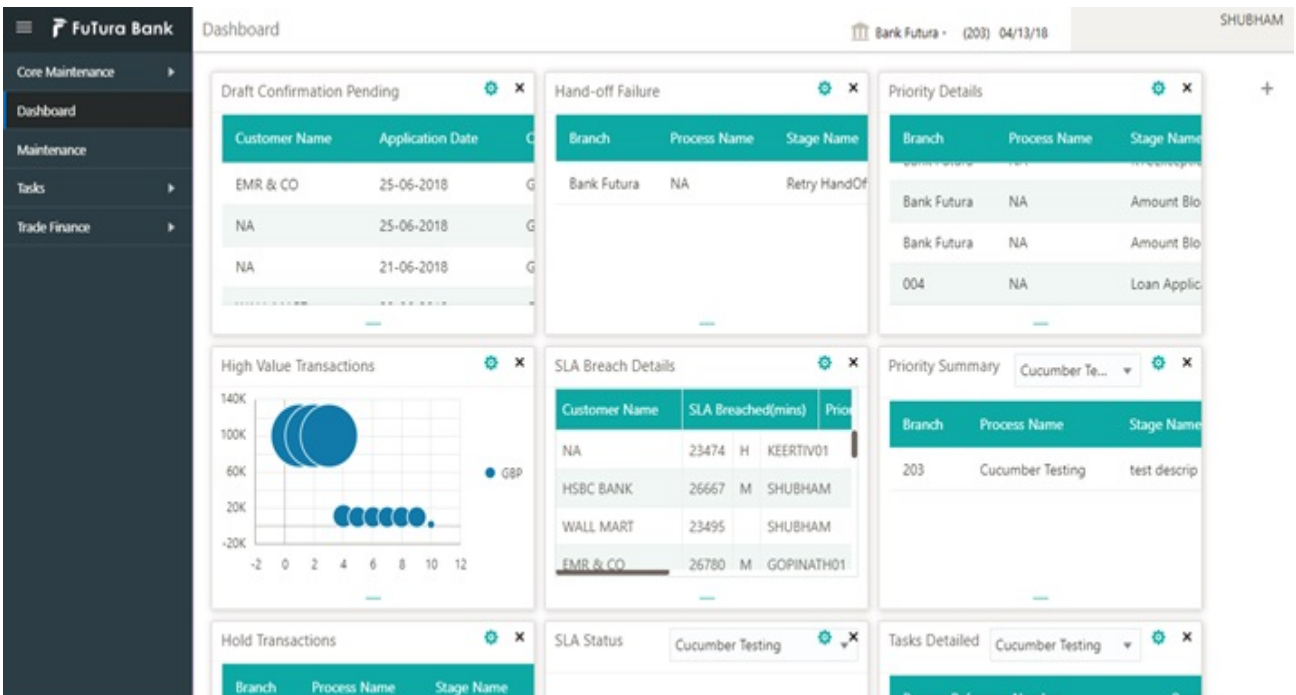 FuTura Bank
Dashboard
Bank Futura - (203) 04/13/18
SHUBHAM
Core Maintenance
Dashboard
Maintenance
Tasks
Trade Finance
Draft Confirmation Pending
Customer Name Application Date
EMR & CO 25-06-2018
NA 25-06-2018
NA 21-06-2018
Hand-off Failure
Branch Process Name Stage Name
Bank Futura NA Retry HandOf
Priority Details
Branch Process Name Stage Name
Bank Futura NA Amount Blo
Bank Futura NA Amount Blo
004 NA Loan Applic
High Value Transactions
140K
100K
60K
20K
-20K
-2 0 2 4 6 8 10 12
GBP
SLA Breach Details
Customer Name SLA Breached(mins) Prior
NA 23474 H KEERTIV01
HSBC BANK 26667 M SHUBHAM
WALL MART 23495 SHUBHAM
EMR & CO 26780 M GOPINATH01
Priority Summary Cucumber Te...
Branch Process Name Stage Name
203 Cucumber Testing test descrip
Hold Transactions
Branch Process Name Stage Name
SLA Status Cucumber Testing
Tasks Detailed Cucumber Testing